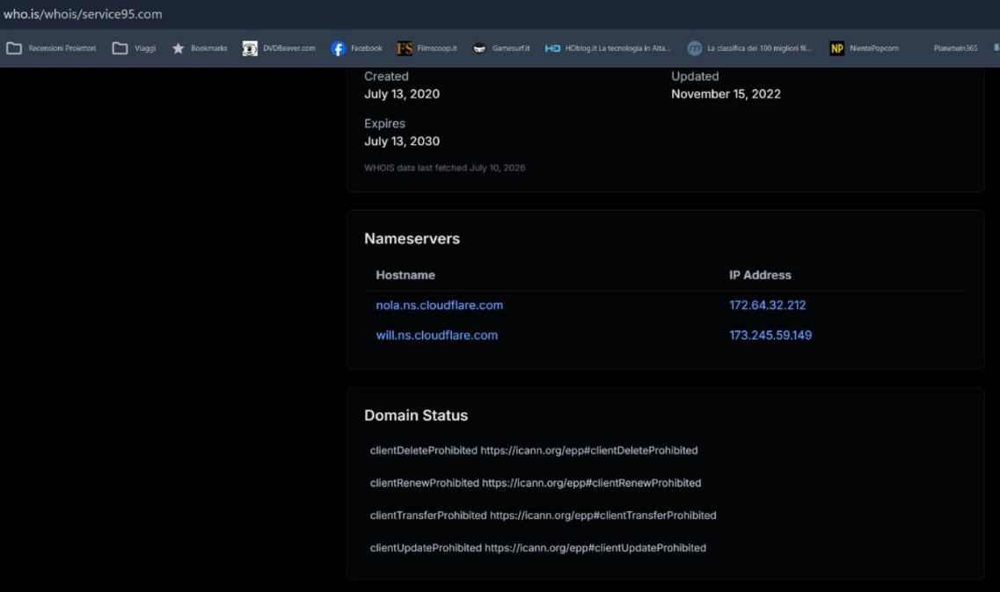 who.is/whois/service95.com
Recensioni Proiettori Viaggi Bookmarks DVDBeaver.com Facebook FS Filmscoop.it Gamesurf.it HD HDblog.it La tecnologia in Alta... m La classifica dei 100 migliori fil... NP NientePopcorn Planetwin365
Created Updated
July 13, 2020 November 15, 2022
Expires
July 13, 2030
WHOIS data last fetched July 10, 2026
Nameservers
Hostname IP Address
nola.ns.cloudflare.com 172.64.32.212
will.ns.cloudflare.com 173.245.59.149
Domain Status
clientDeleteProhibited https://icann.org/epp#clientDeleteProhibited
clientRenewProhibited https://icann.org/epp#clientRenewProhibited
clientTransferProhibited https://icann.org/epp#clientTransferProhibited
clientUpdateProhibited https://icann.org/epp#clientUpdateProhibited